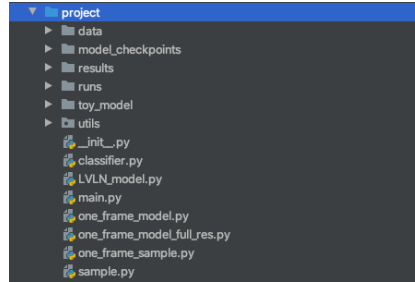 project
data
model_checkpoints
results
runs
toy_model
utils
__init__.py
classifier.py
LVLN_model.py
main.py
one_frame_model.py
one_frame_model_full_res.py
one_frame_sample.py
sample.py